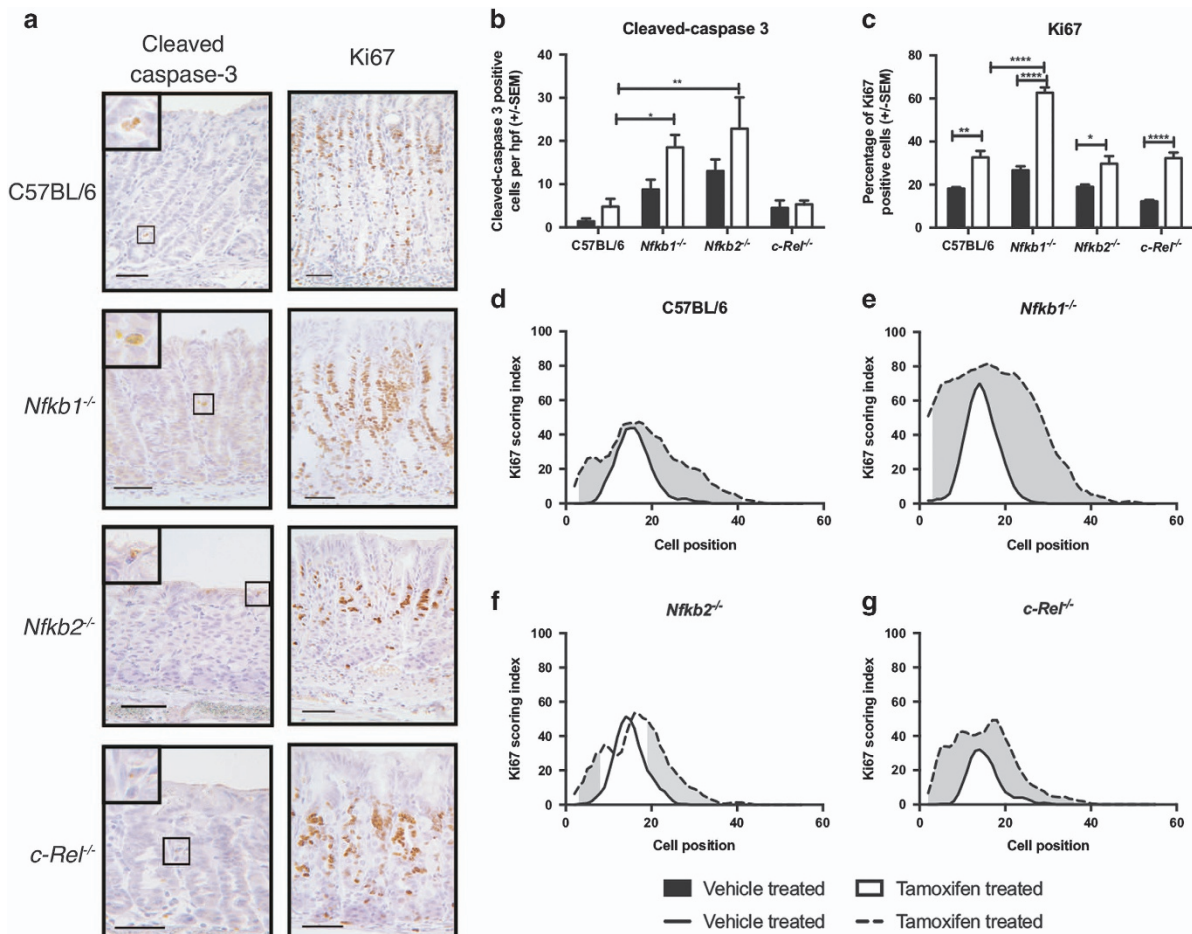 a
Cleaved
caspase-3
Ki67
C57BL/6
Nfkb1-/-
Nfkb2-/-
c-Rel-/-
b
Cleaved-caspase 3
Cleaved-caspase 3 positive
cells per hpf (+/-SEM)
40
30
20
10
0
**
*
C57BL/6
Nfkb1-/-
Nfkb2-/-
c-Rel-/-
c
Ki67
Percentage of Ki67
positive cells (+/-SEM)
80
60
40
20
0
****
****
**
*
****
C57BL/6
Nfkb1-/-
Nfkb2-/-
c-Rel-/-
d
C57BL/6
Ki67 scoring index
100
80
60
40
20
0
0 20 40 60
Cell position
e
Nfkb1-/-
Ki67 scoring index
100
80
60
40
20
0
0 20 40 60
Cell position
f
Nfkb2-/-
Ki67 scoring index
100
80
60
40
20
0
0 20 40 60
Cell position
g
c-Rel-/-
Ki67 scoring index
100
80
60
40
20
0
0 20 40 60
Cell position
Vehicle treated
Tamoxifen treated
Vehicle treated
Tamoxifen treated